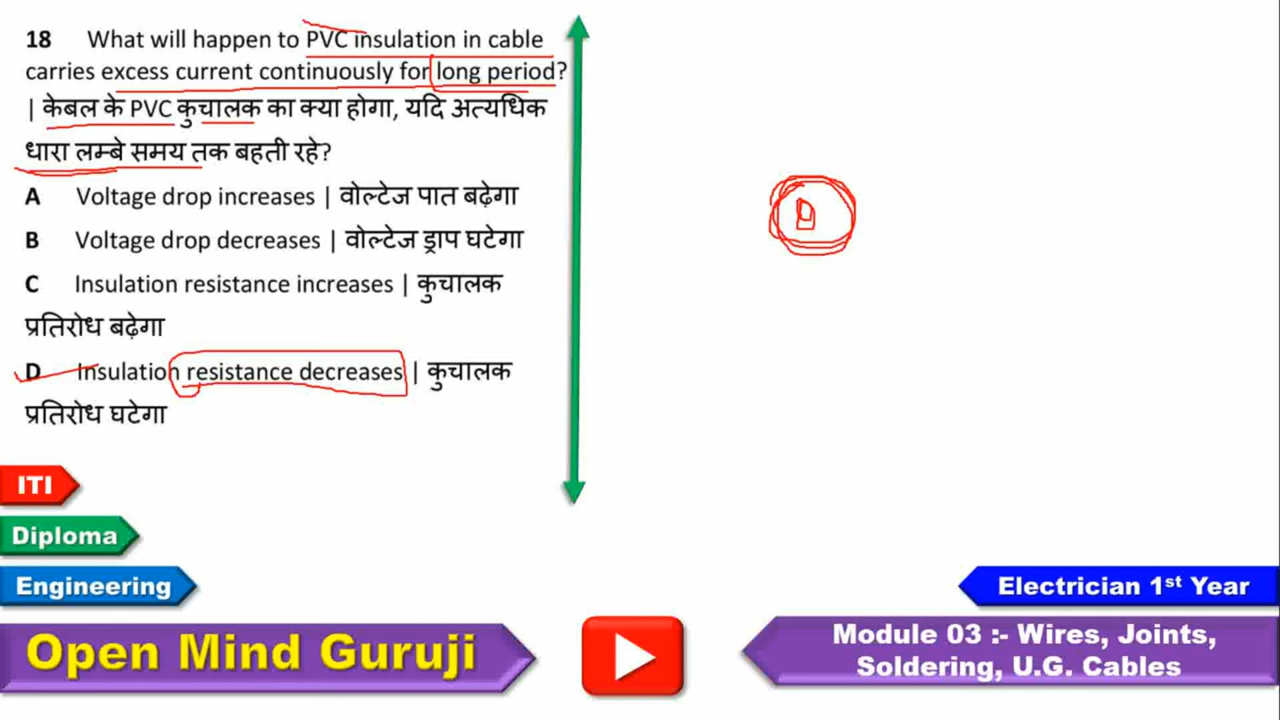 18 What will happen to PVC insulation in cable
carries excess current continuously for long period?
| केबल के PVC कुचालक का क्या होगा, यदि अत्यधिक
धारा लम्बे समय तक बहती रहे?
A Voltage drop increases | वोल्टेज पात बढ़ेगा
B Voltage drop decreases | वोल्टेज ड्राप घटेगा
C Insulation resistance increases | कुचालक
प्रतिरोध बढ़ेगा
D Insulation resistance decreases | कुचालक
प्रतिरोध घटेगा
ITI
Diploma
Engineering
Open Mind Guruji
Electrician 1st Year
Module 03 :- Wires, Joints,
Soldering, U.G. Cables